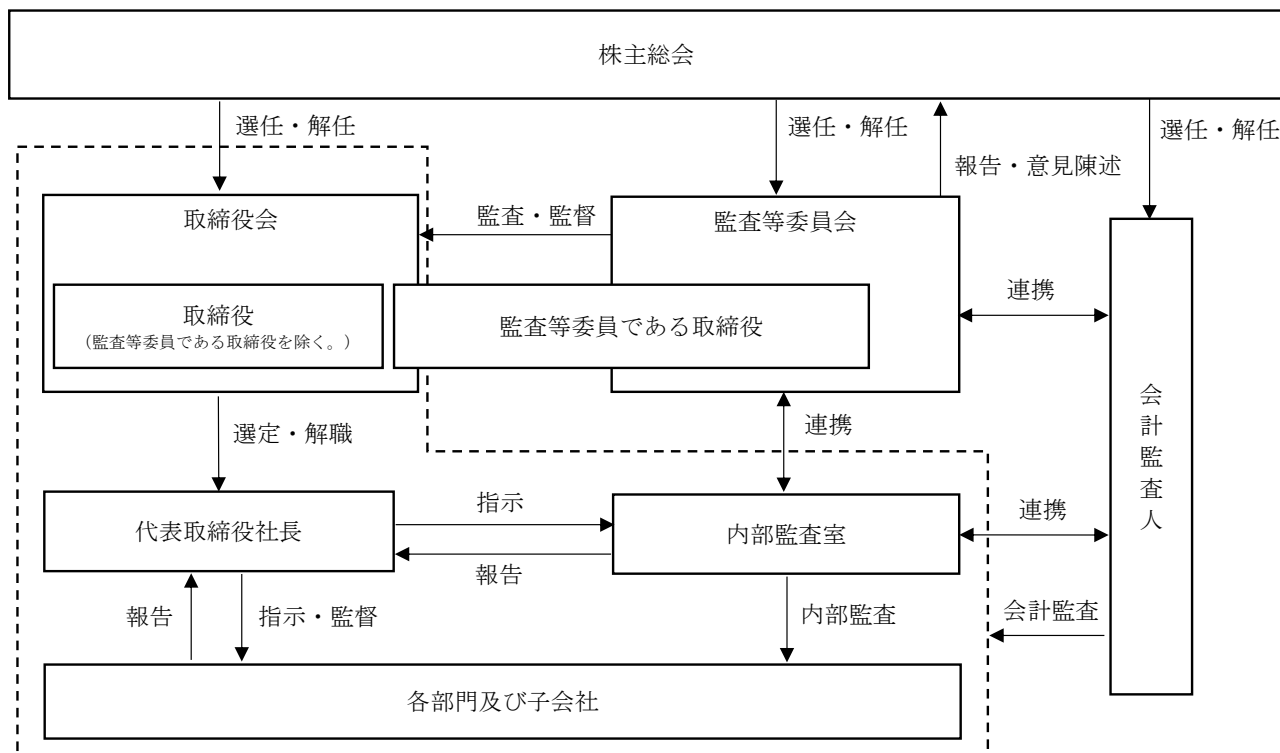 株主総会
選任・解任
選任・解任
選任・解任
報告・意見陳述
取締役会
監査・監督
監査等委員会
連携
取締役
(監査等委員である取締役を除く。)
監査等委員である取締役
会計監査人
選定・解職
連携
代表取締役社長
指示
報告
内部監査室
連携
報告
指示・監督
内部監査
会計監査
各部門及び子会社